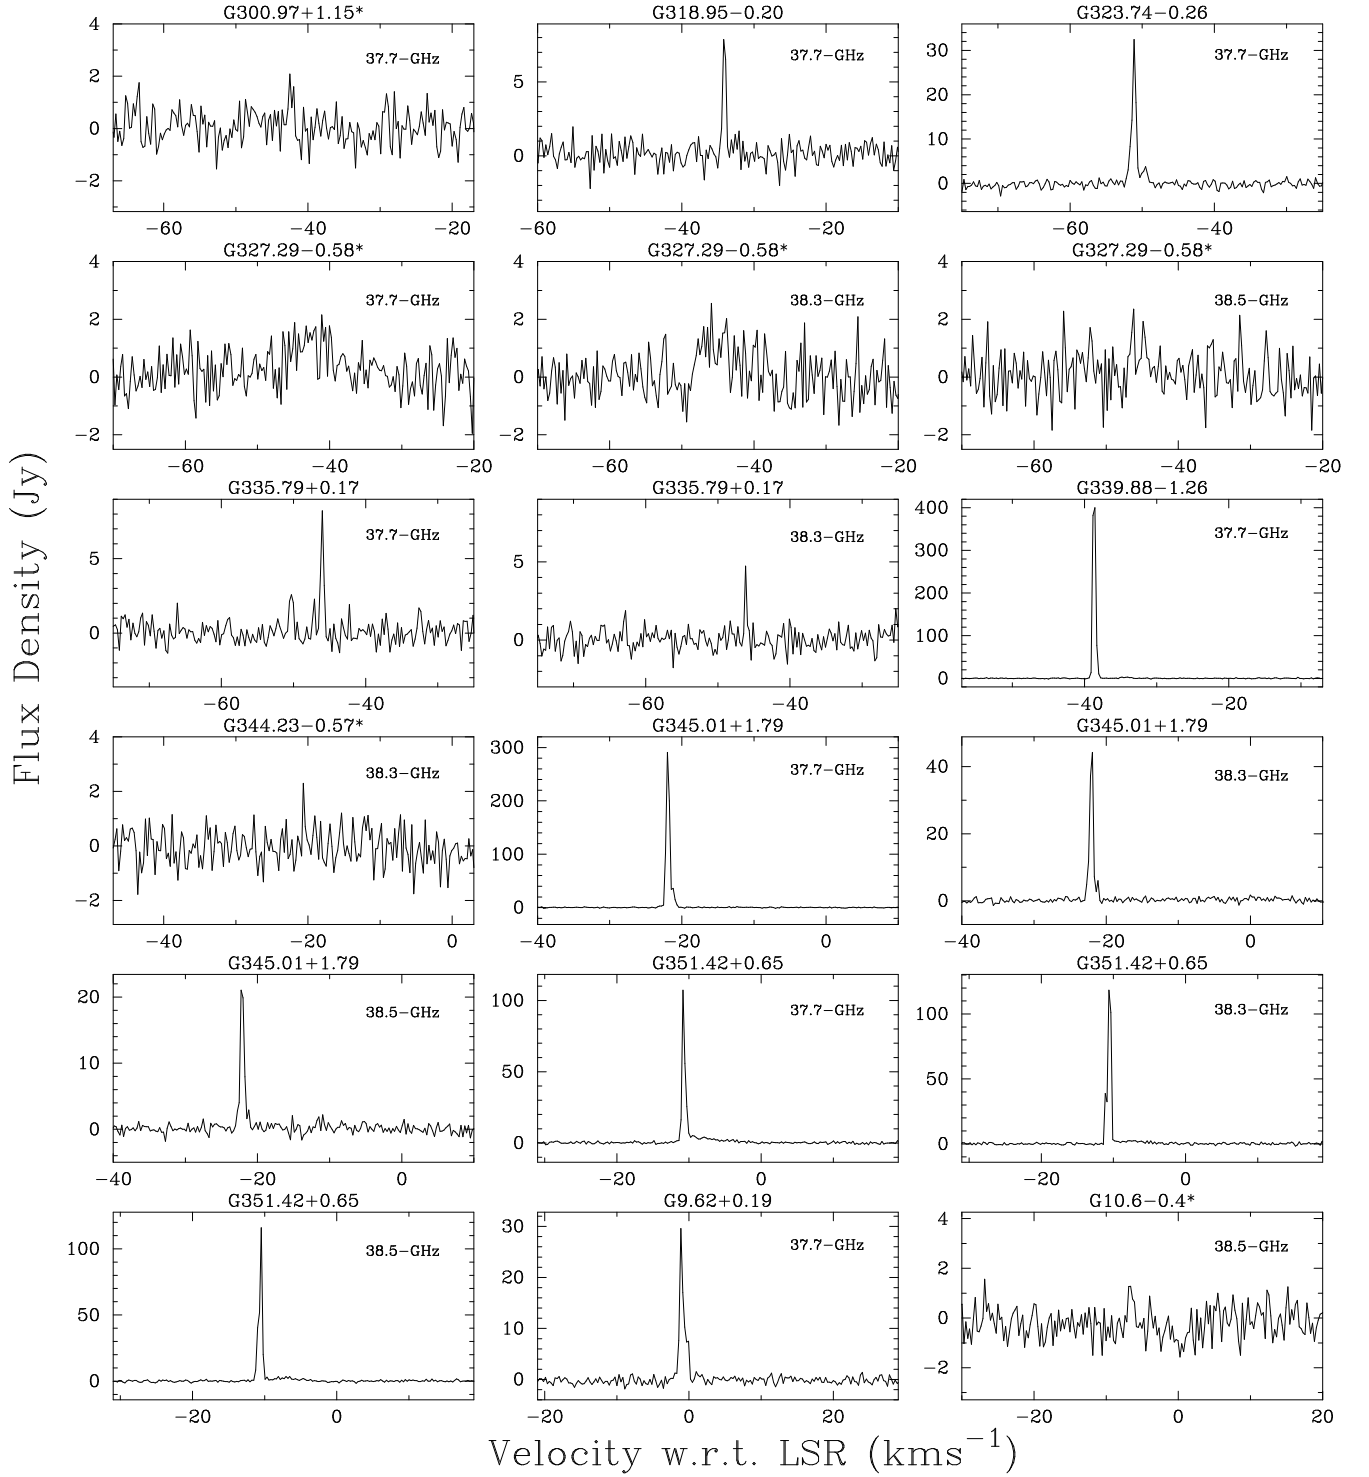 G300.97+1.15* G318.95−0.20 G323.74−0.26
4
2
0
−2
37.7−GHz
−60 −40 −20
5
0
37.7−GHz
−60 −40 −20
30
20
10
0
37.7−GHz
−60 −40
G327.29−0.58* G327.29−0.58* G327.29−0.58*
4
2
0
−2
37.7−GHz
−60 −40 −20
4
2
0
−2
38.3−GHz
−60 −40 −20
4
2
0
−2
38.5−GHz
−60 −40 −20
Flux Density (Jy)
G335.79+0.17 G335.79+0.17 G339.88−1.26
5
0
37.7−GHz
−60 −40
5
0
38.3−GHz
−60 −40
400
300
200
100
0
37.7−GHz
−40 −20
G344.23−0.57* G345.01+1.79 G345.01+1.79
4
2
0
−2
38.3−GHz
−40 −20 0
300
200
100
0
37.7−GHz
−40 −20 0
40
20
0
38.3−GHz
−40 −20 0
G345.01+1.79 G351.42+0.65 G351.42+0.65
20
10
0
38.5−GHz
−40 −20 0
100
50
0
37.7−GHz
−20 0
100
50
0
38.3−GHz
−20 0
G351.42+0.65 G9.62+0.19 G10.6−0.4*
100
50
0
38.5−GHz
−20 0
30
20
10
0
37.7−GHz
−20 0 20
4
2
0
−2
38.5−GHz
−20 0 20
Velocity w.r.t. LSR (kms−1)